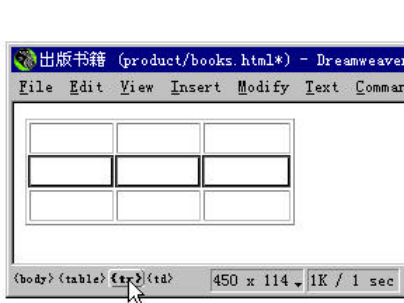 出版书籍 (product/books.html*) - Dreamweaver
File Edit View Insert Modify Text Comman
<body> <table> <tr> <td> 450 x 114 1K / 1 sec